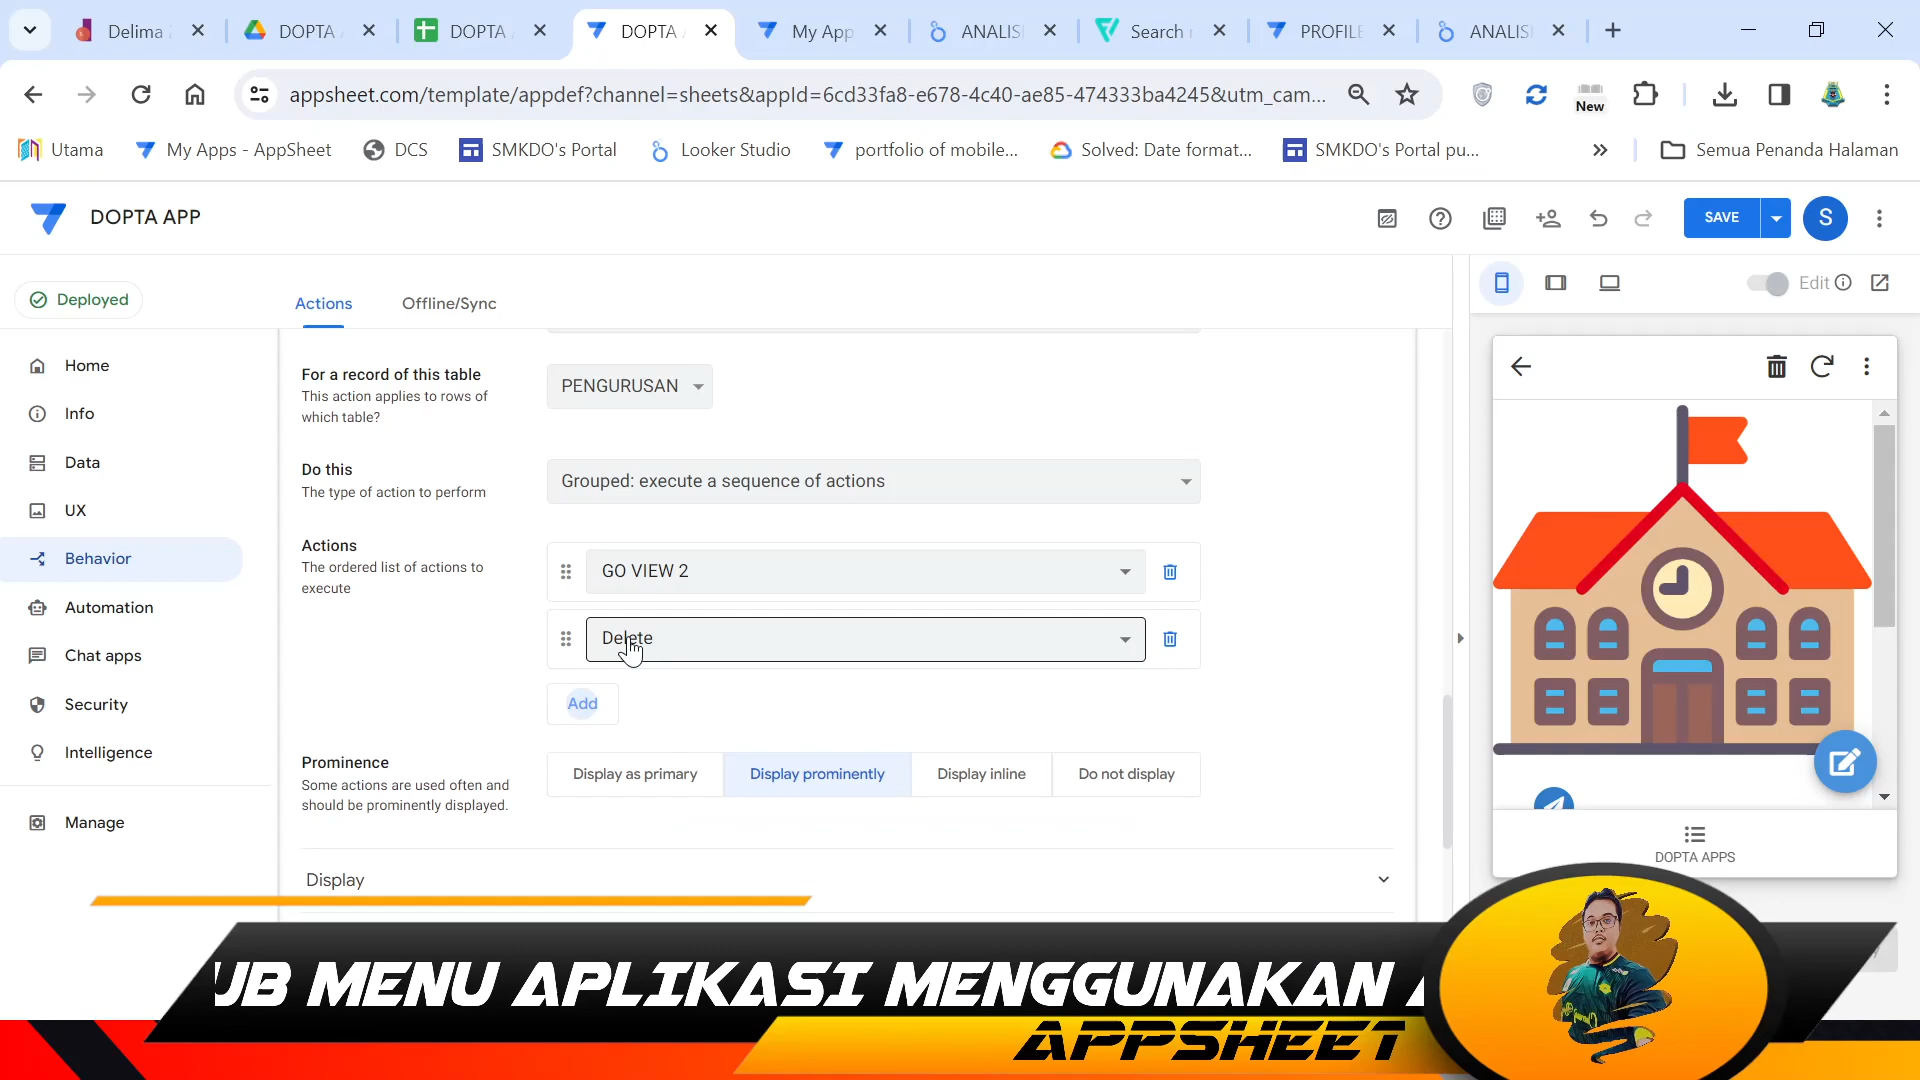 Delima
DOPTA
DOPTA
DOPTA
My App
ANALIS
Search
PROFILE
ANALIS
appsheet.com/template/appdef?channel=sheets&appId=6cd33fa8-e678-4c40-ae85-474333ba4245&utm_cam...
New
Utama
My Apps - AppSheet
DCS
SMKDO's Portal
Looker Studio
portfolio of mobile...
Solved: Date format...
SMKDO's Portal pu...
Semua Penanda Halaman
DOPTA APP
SAVE
S
Deployed
Actions
Offline/Sync
Edit
Home
Info
Data
UX
Behavior
Automation
Chat apps
Security
Intelligence
Manage
For a record of this table
This action applies to rows of
which table?
PENGURUSAN
Do this
The type of action to perform
Grouped: execute a sequence of actions
Actions
The ordered list of actions to
execute
GO VIEW 2
Delete
Add
Prominence
Some actions are used often and
should be prominently displayed.
Display as primary
Display prominently
Display inline
Do not display
Display
DOPTA APPS
UB MENU APLIKASI MENGGUNAKAN A
APPSHEET